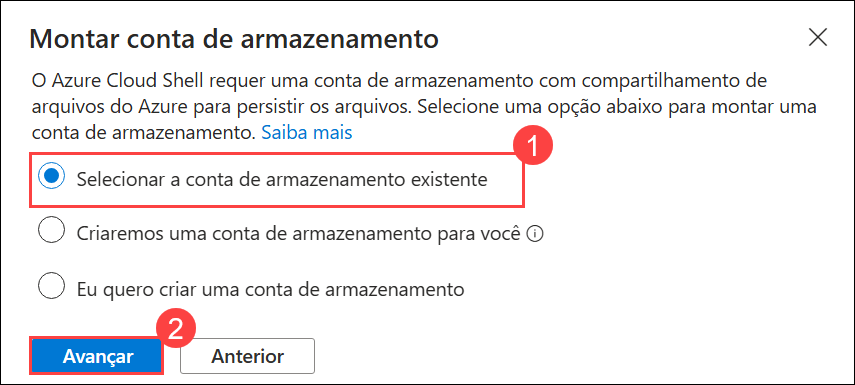 Montar conta de armazenamento
O Azure Cloud Shell requer uma conta de armazenamento com compartilhamento de
arquivos do Azure para persistir os arquivos. Selecione uma opção abaixo para montar uma
conta de armazenamento. Saiba mais
1
Selecionar a conta de armazenamento existente
Criaremos uma conta de armazenamento para você
Eu quero criar uma conta de armazenamento
2
Avançar Anterior